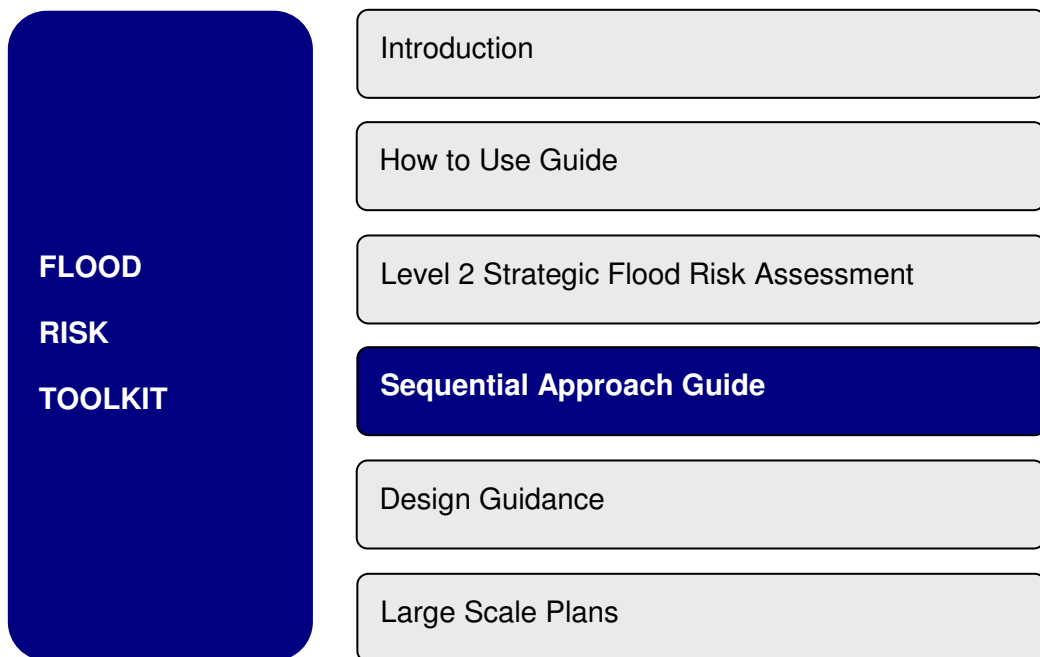 FLOOD
RISK
TOOLKIT
Introduction
How to Use Guide
Level 2 Strategic Flood Risk Assessment
Sequential Approach Guide
Design Guidance
Large Scale Plans